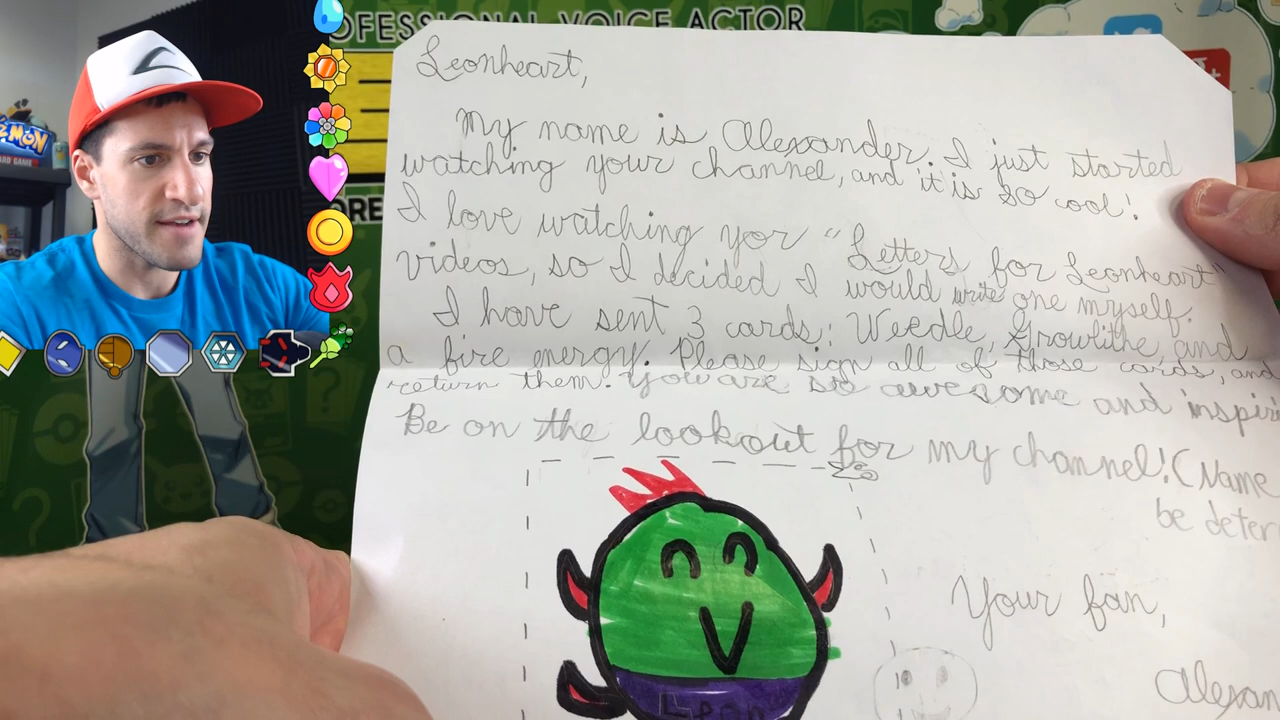 PROFESSIONAL VOICE ACTOR
Leonheart,
My name is Alexander. I just started
watching your channel, and it is so cool!
I love watching yor "Letters for Leonheart"
videos, so I decided I would write one myself.
I have sent 3 cards: Weedle, Growlithe, and
a fire energy. Please sign all of those cards, and
return them. You are so awesome and inspir
Be on the lookout for my channel! (Name
be deter
Your fan,
Alexan
Leon